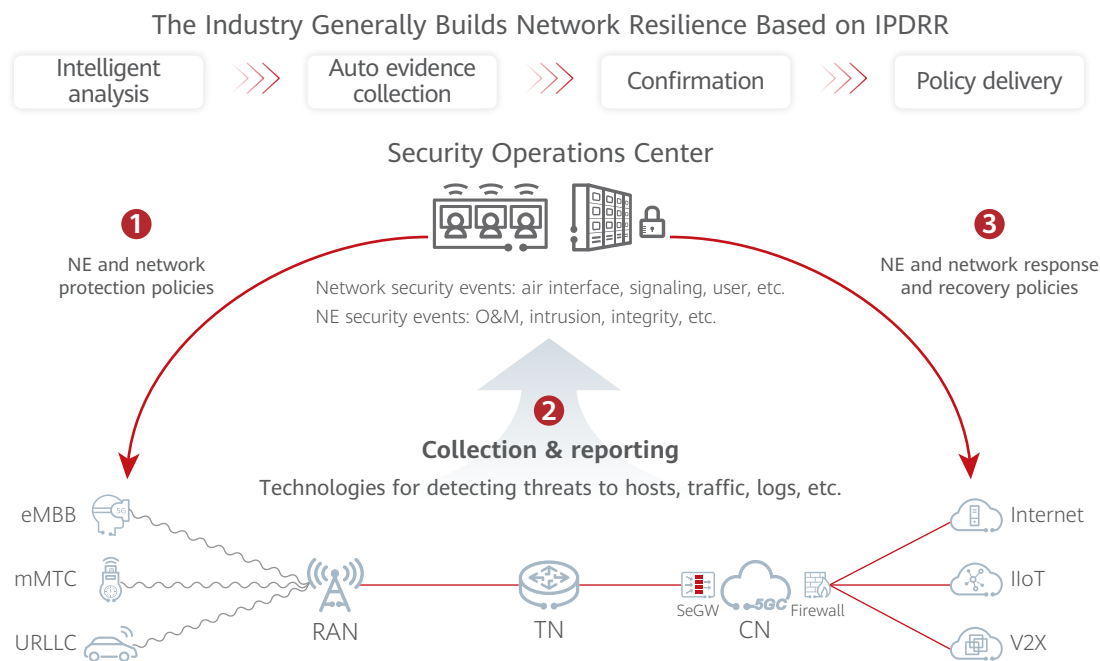 The Industry Generally Builds Network Resilience Based on IPDRR
Intelligent
analysis
Auto evidence
collection
Confirmation
Policy delivery
Security Operations Center
1
NE and network
protection policies
3
NE and network response
and recovery policies
Network security events: air interface, signaling, user, etc.
NE security events: O&M, intrusion, integrity, etc.
2
Collection & reporting
Technologies for detecting threats to hosts, traffic, logs, etc.
eMBB
5G
mMTC
URLLC
RAN
TN
SeGW
5GC
CN
Firewall
Internet
IIoT
V2X